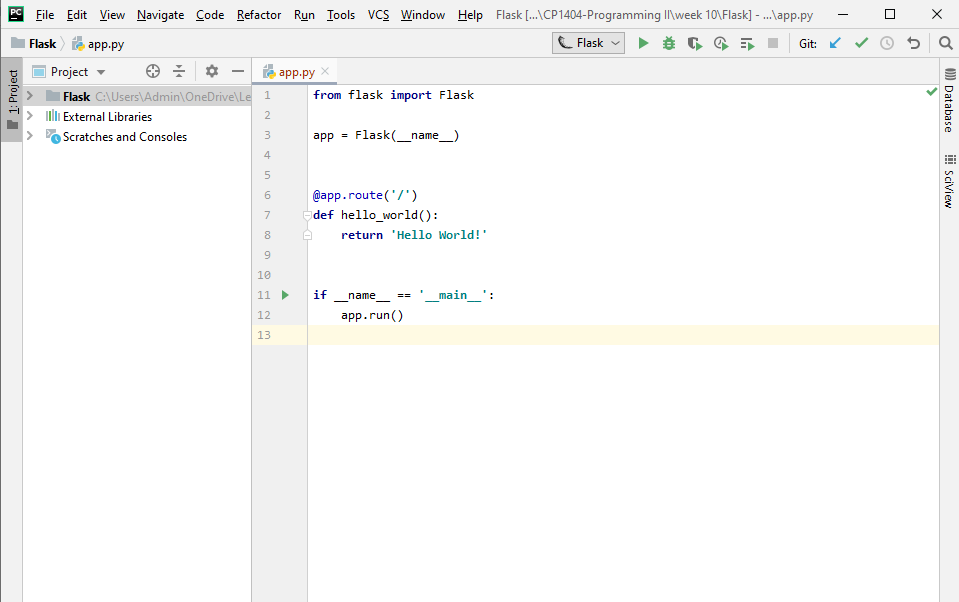 PC File Edit View Navigate Code Refactor Run Tools VCS Window Help Flask [...\CP1404-Programming II\week 10\Flask] - ...\app.py
Flask app.py Flask Git:
1: Project
Project
Flask C:\Users\Admin\OneDrive\Le
External Libraries
Scratches and Consoles
app.py
1 from flask import Flask
2
3 app = Flask(__name__)
4
5
6 @app.route('/')
7 def hello_world():
8 return 'Hello World!'
9
10
11 if __name__ == '__main__':
12 app.run()
13
Database
SciView